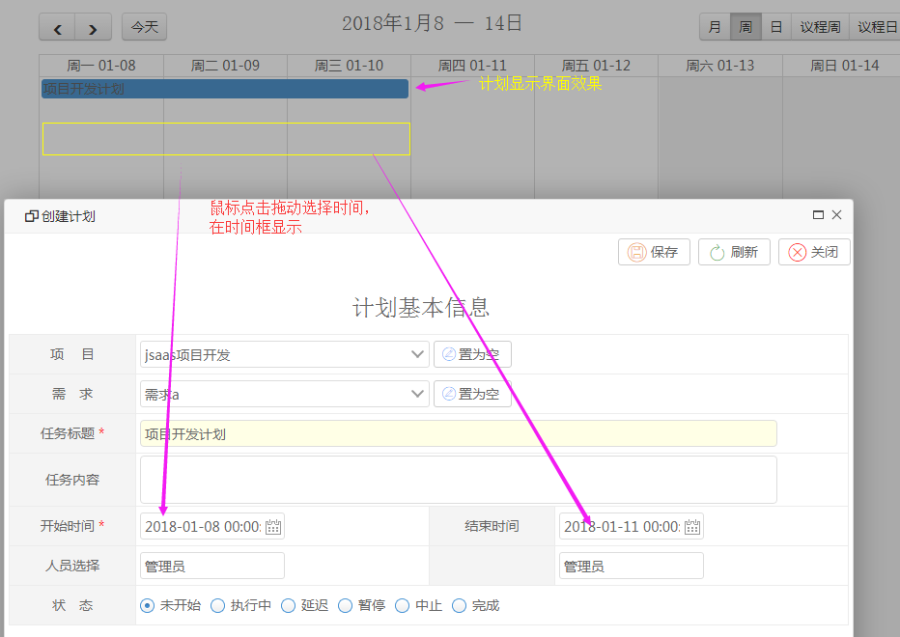 今天
2018年1月8 — 14日
月 周 日 议程周 议程日
周一 01-08 周二 01-09 周三 01-10 周四 01-11 周五 01-12 周六 01-13 周日 01-14
项目开发计划
计划显示界面效果
鼠标点击拖动选择时间,
在时间框显示
创建计划
保存 刷新 关闭
计划基本信息
项 目 jsaas项目开发 置为空
需 求 需求a 置为空
任务标题 * 项目开发计划
任务内容
开始时间 * 2018-01-08 00:00: 结束时间 2018-01-11 00:00:
人员选择 管理员 管理员
状 态 未开始 执行中 延迟 暂停 中止 完成